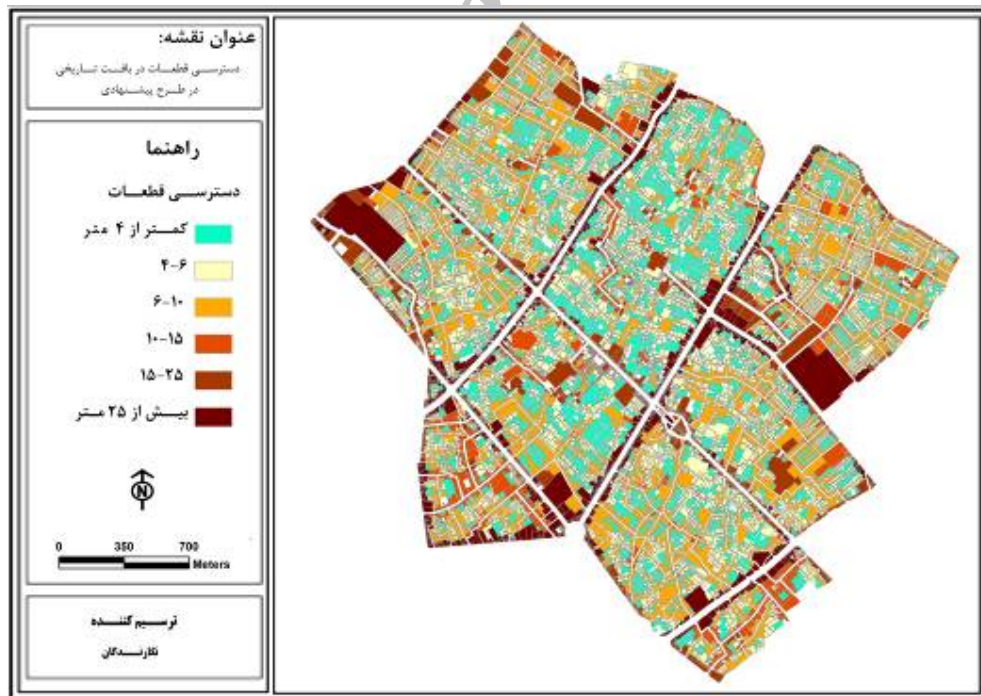 عنوان نقشه:
دسترسی قطعات در بافت تاریخی
در طرح پیشنهادی
راهنما
دسترسی قطعات
کمتر از ۴ متر
۴-۶
۶-۱۰
۱۰-۱۵
۱۵-۲۵
بیش از ۲۵ متر
N
0 350 700
Meters
ترسیم کننده
نگارندگان